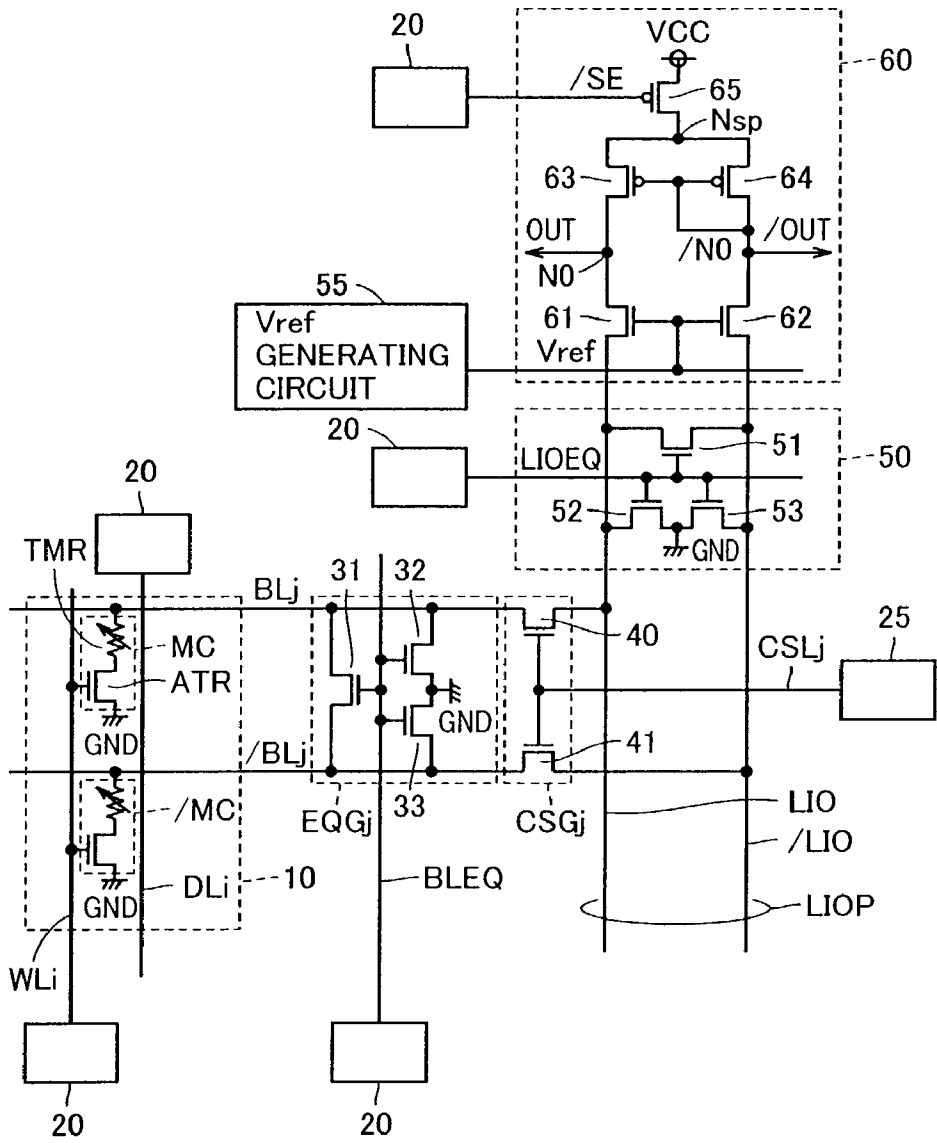 20
VCC
60
/SE
65
Nsp
63
64
OUT
/N0
/OUT
N0
55
61
62
Vref
GENERATING
CIRCUIT
Vref
20
LIOEQ
51
50
20
52
53
GND
TMR
BLj
31
32
MC
40
25
ATR
CSLj
GND
GND
/BLj
41
/MC
EQGj
33
CSGj
LIO
/LIO
10
GND
DLi
BLEQ
LIOP
WLi
20
20